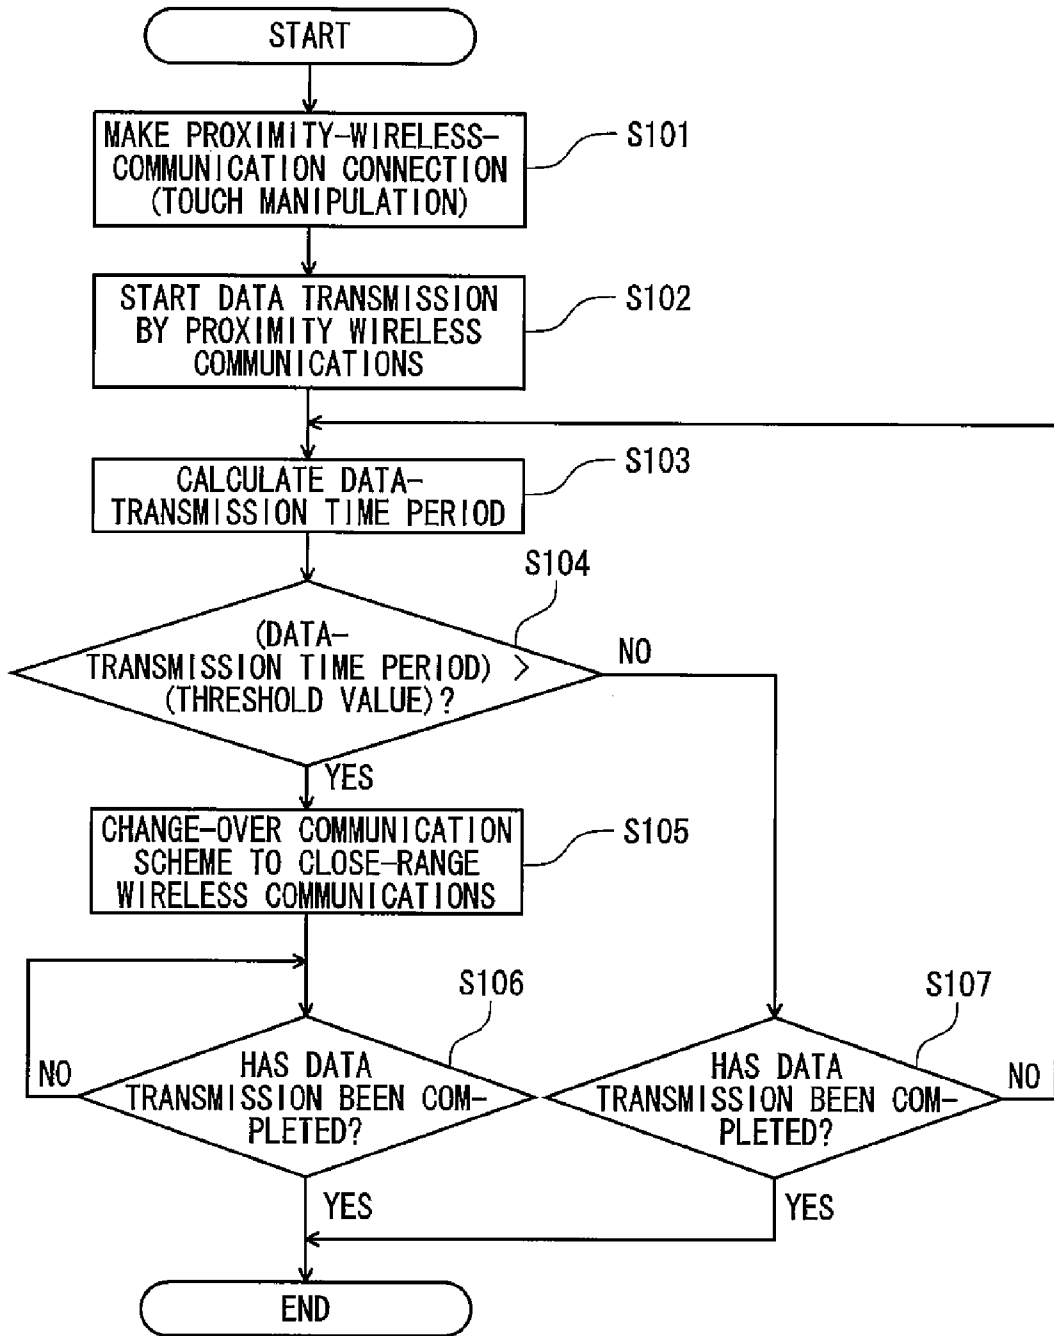 START
MAKE PROXIMITY-WIRELESS-
COMMUNICATION CONNECTION
(TOUCH MANIPULATION)
S101
START DATA TRANSMISSION
BY PROXIMITY WIRELESS
COMMUNICATIONS
S102
CALCULATE DATA-
TRANSMISSION TIME PERIOD
S103
S104
(DATA-
TRANSMISSION TIME PERIOD) >
(THRESHOLD VALUE)?
NO
YES
CHANGE-OVER COMMUNICATION
SCHEME TO CLOSE-RANGE
WIRELESS COMMUNICATIONS
S105
S106
HAS DATA
TRANSMISSION BEEN COM-
PLETED?
NO
YES
S107
HAS DATA
TRANSMISSION BEEN COM-
PLETED?
NO
YES
END